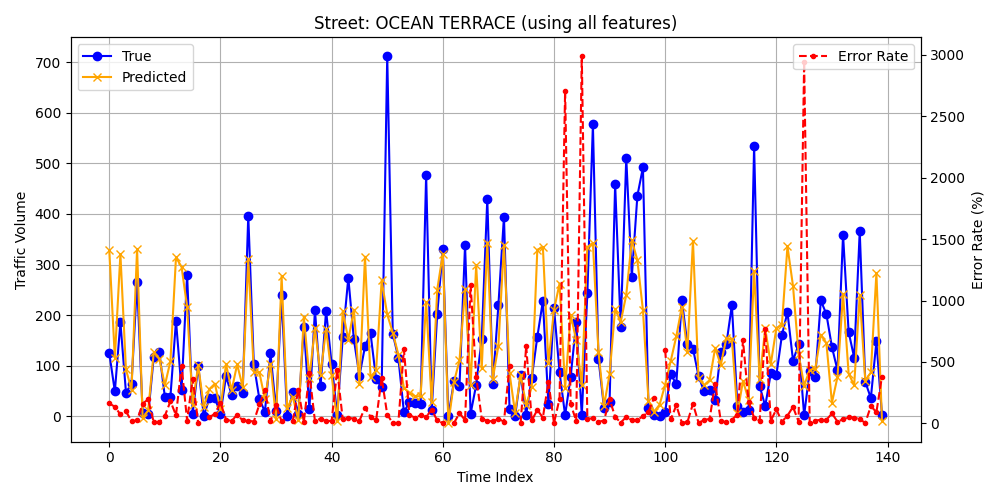 Street: OCEAN TERRACE (using all features)
True
Predicted
Error Rate
Traffic Volume
700
600
500
400
300
200
100
0
3000
2500
2000
1500
1000
500
0
Error Rate (%)
0 20 40 60 80 100 120 140
Time Index